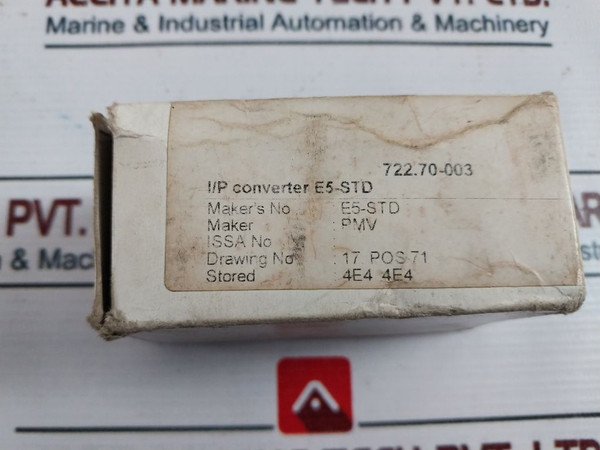 Marine & Industrial Automation & Machinery
722.70-003
I/P converter E5-STD
Maker's No : E5-STD
Maker : PMV
ISSA No
Drawing No : 17 POS 71
Stored : 4E4 4E4
PVT.
& Mac